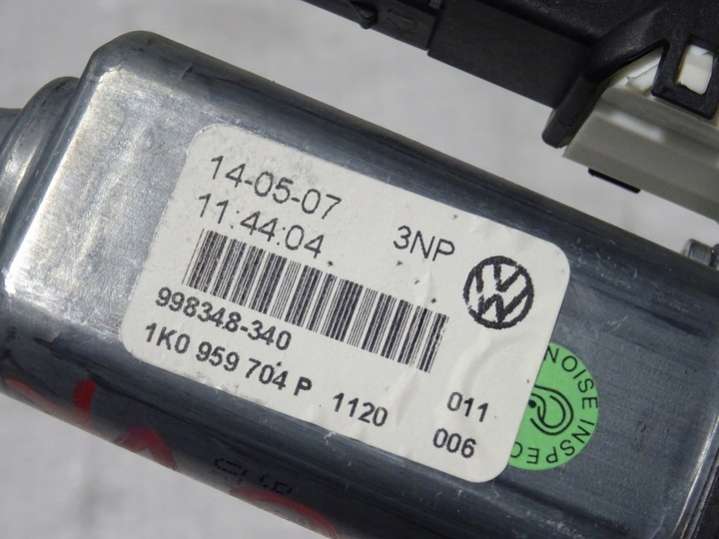 14-05-07
11:44:04 3NP
998348-340
1K0 959 704 P 1120 011
006
NOISE INSPEC